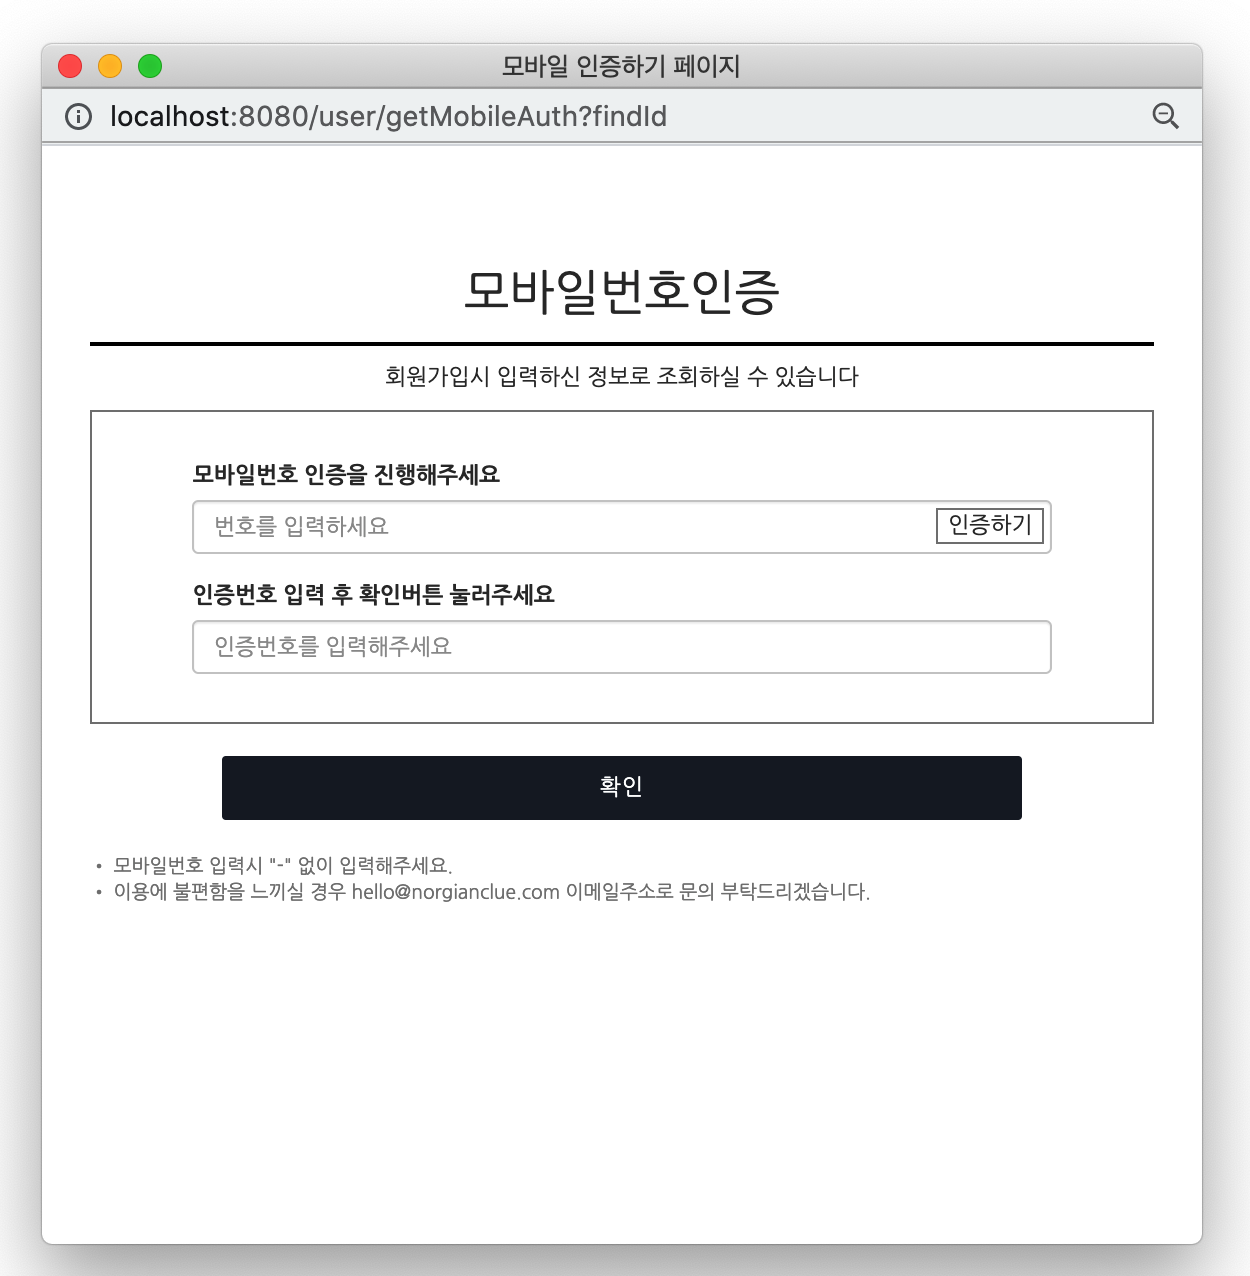 모바일 인증하기 페이지
localhost:8080/user/getMobileAuth?findId
모바일번호인증
회원가입시 입력하신 정보로 조회하실 수 있습니다
모바일번호 인증을 진행해주세요
번호를 입력하세요 인증하기
인증번호 입력 후 확인버튼 눌러주세요
인증번호를 입력해주세요
확인
• 모바일번호 입력시 "-" 없이 입력해주세요.
• 이용에 불편함을 느끼실 경우 hello@norgianclue.com 이메일주소로 문의 부탁드리겠습니다.